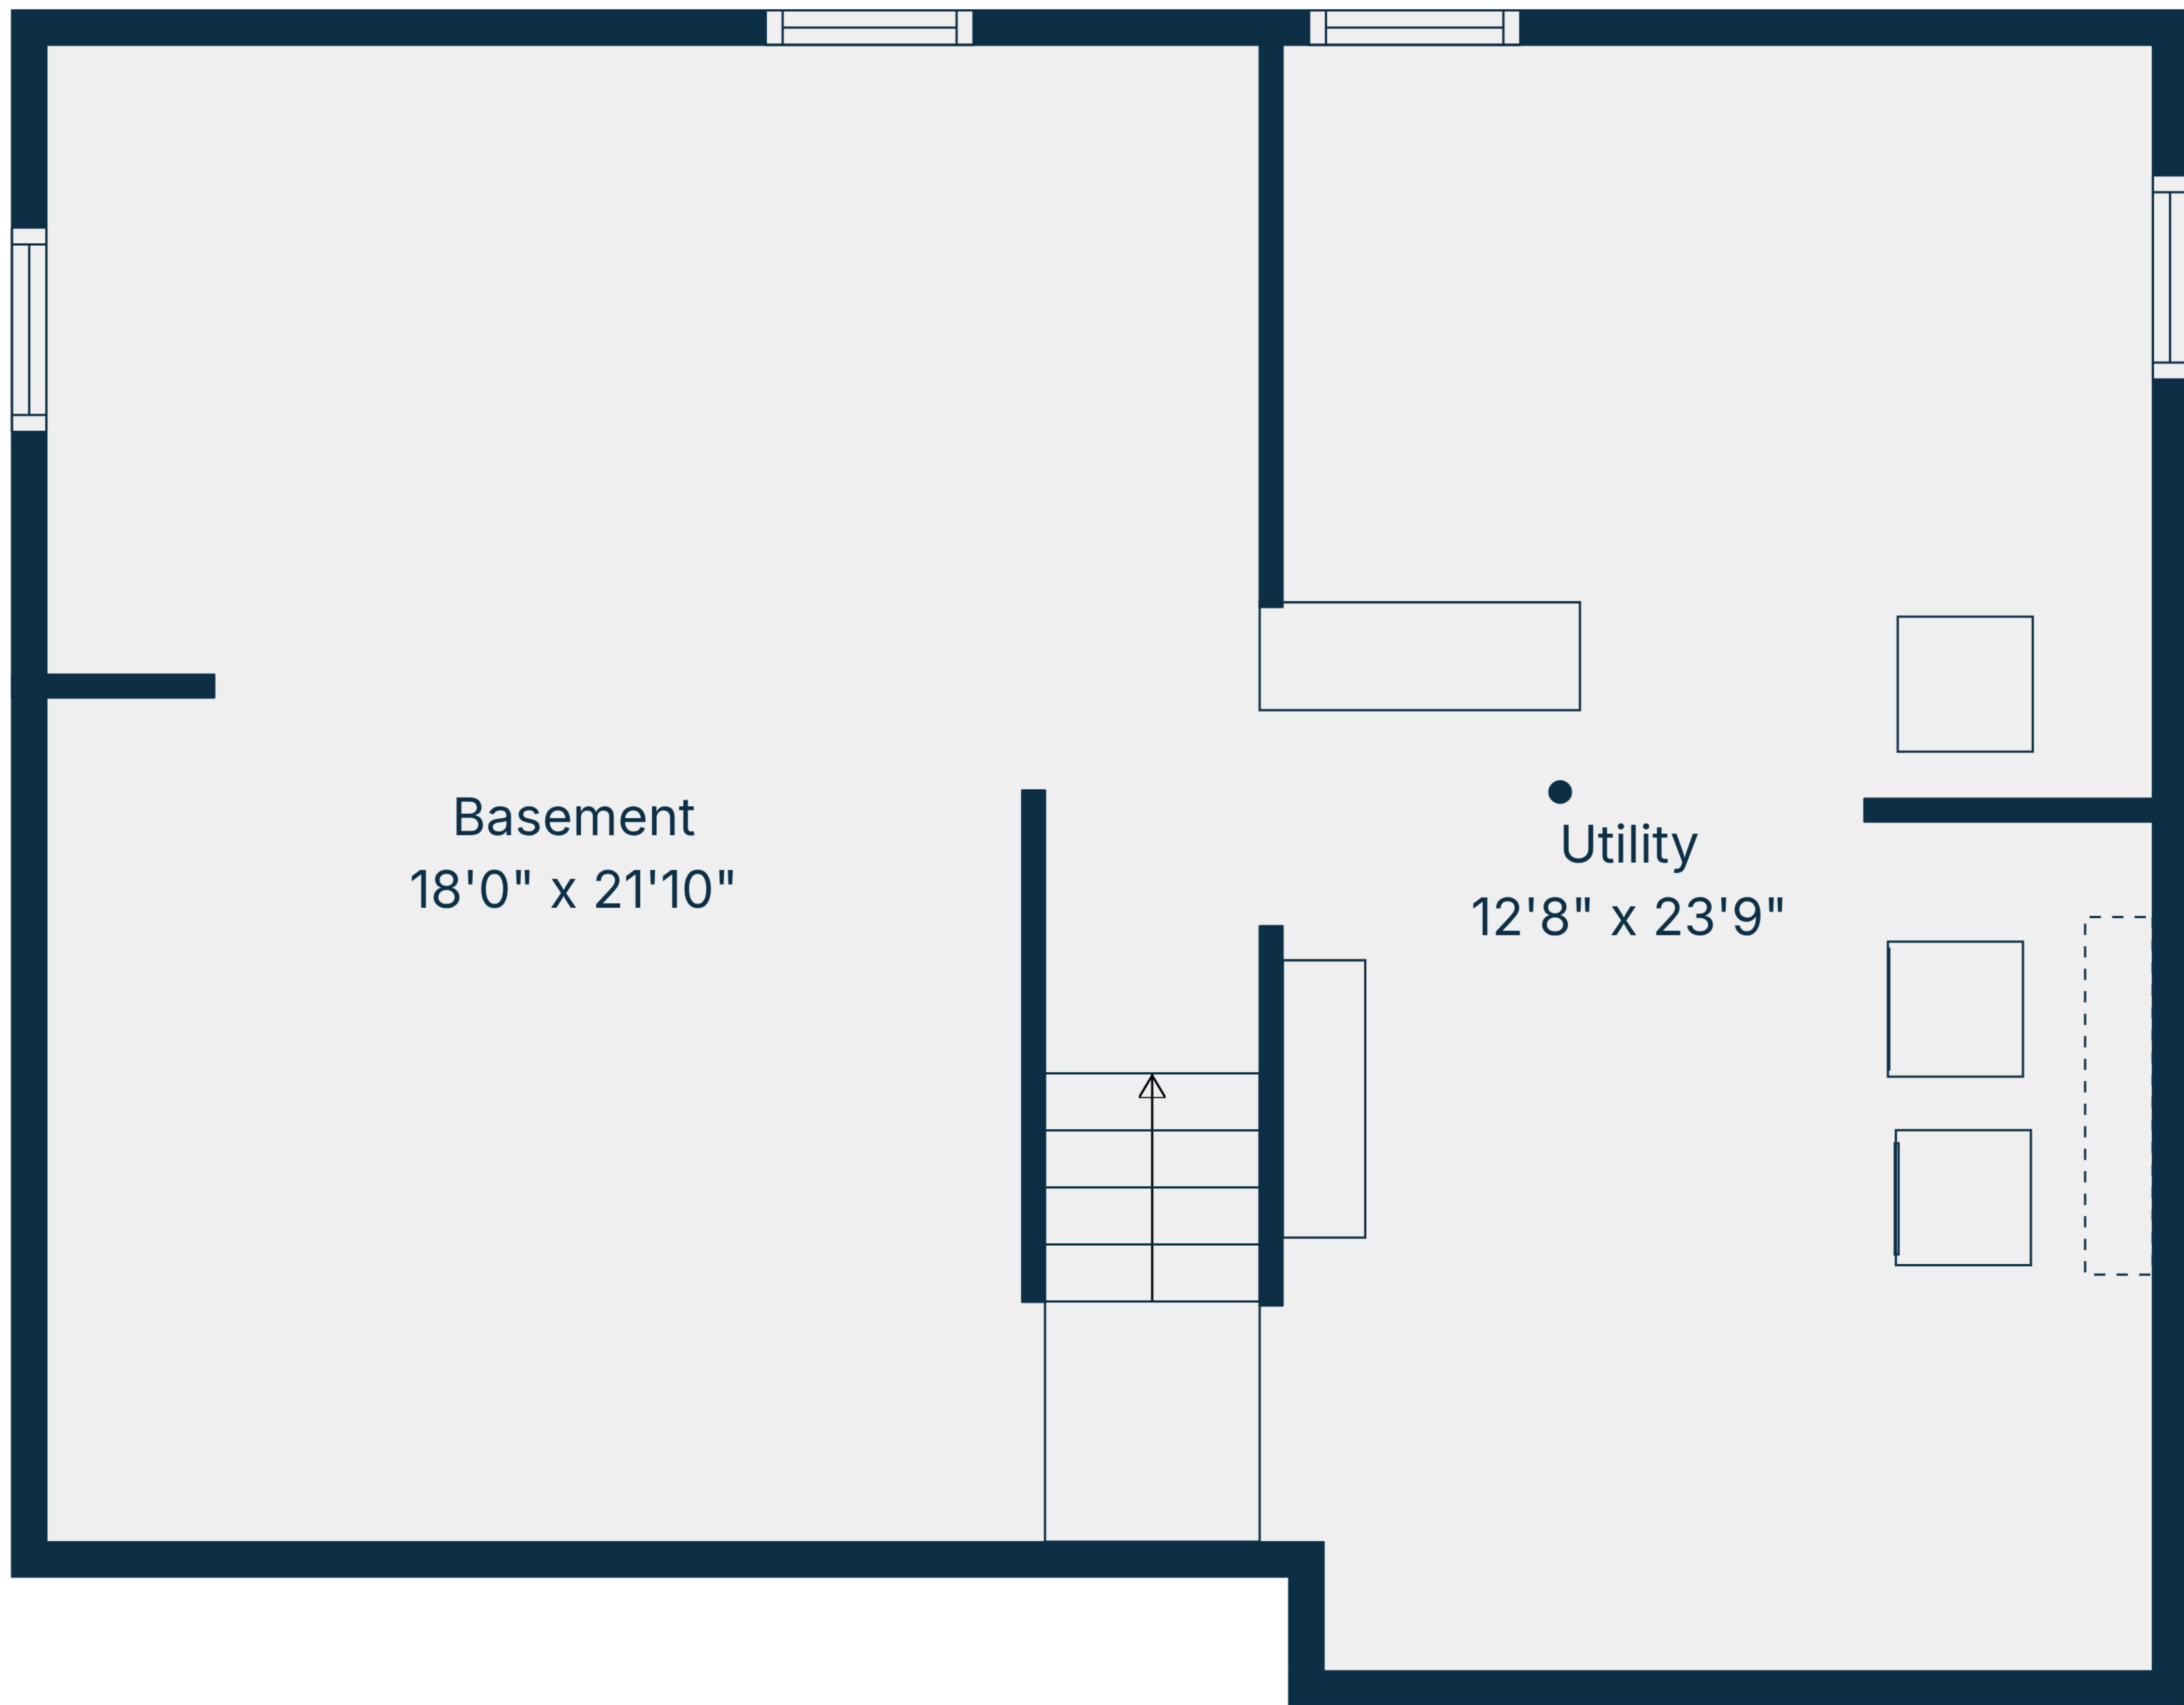 Basement
18'0" x 21'10"
Utility
12'8" x 23'9"